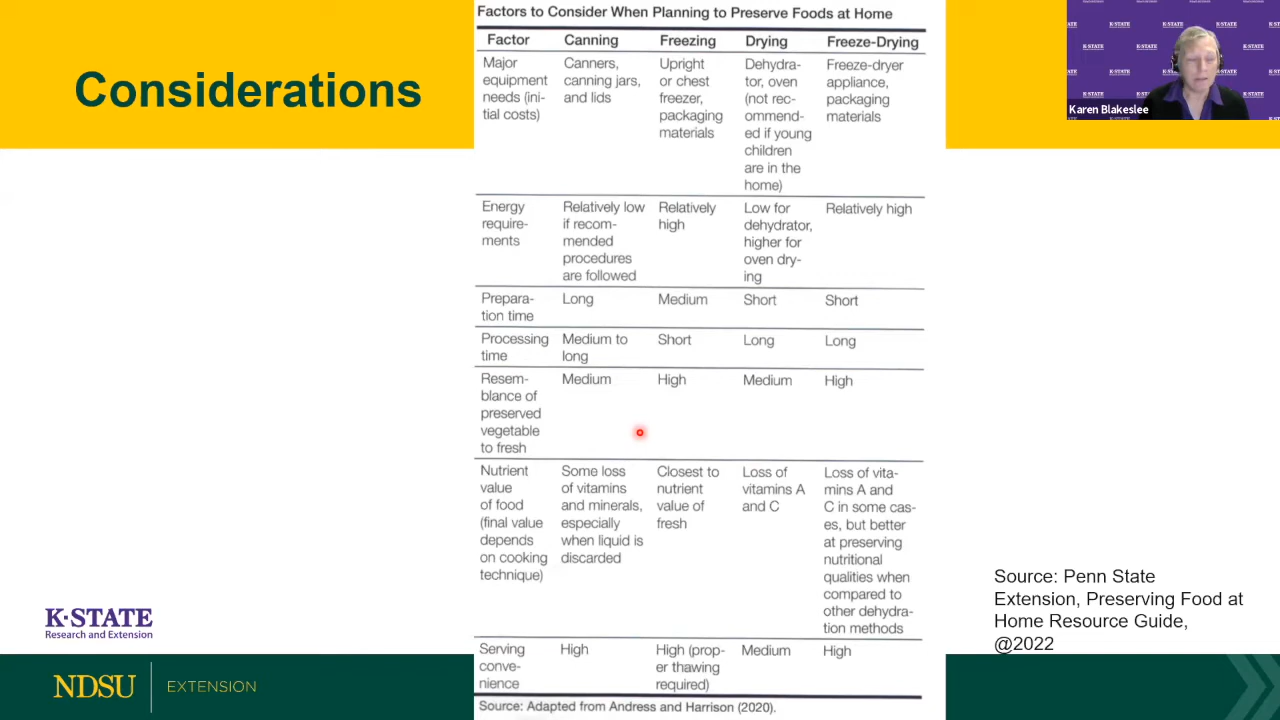 Considerations
Factors to Consider When Planning to Preserve Foods at Home
Factor Canning Freezing Drying Freeze-Drying
Major
equipment
needs (ini-
tial costs)
Canners,
canning jars,
and lids
Upright
or chest
freezer,
packaging
materials
Dehydra-
tor, oven
(not rec-
ommend-
ed if young
children
are in the
home)
Freeze-dryer
appliance,
packaging
materials
Energy
require-
ments
Relatively low
if recom-
mended
procedures
are followed
Relatively
high
Low for
dehydrator,
higher for
oven dry-
ing
Relatively high
Prepara-
tion time
Long
Medium
Short
Short
Processing
time
Medium to
long
Short
Long
Long
Resem-
blance of
preserved
vegetable
to fresh
Medium
High
Medium
High
Nutrient
value
of food
(final value
depends
on cooking
technique)
Some loss
of vitamins
and minerals,
especially
when liquid is
discarded
Closest to
nutrient
value of
fresh
Loss of
vitamins A
and C
Loss of vita-
mins A and
C in some cas-
es, but better
at preserving
nutritional
qualities when
compared to
other dehydra-
tion methods
Serving
conve-
nience
High
High (prop-
er thawing
required)
Medium
High
Source: Adapted from Andress and Harrison (2020).
Karen Blakeslee
Source: Penn State
Extension, Preserving Food at
Home Resource Guide,
@2022
K-STATE
Research and Extension
NDSU EXTENSION